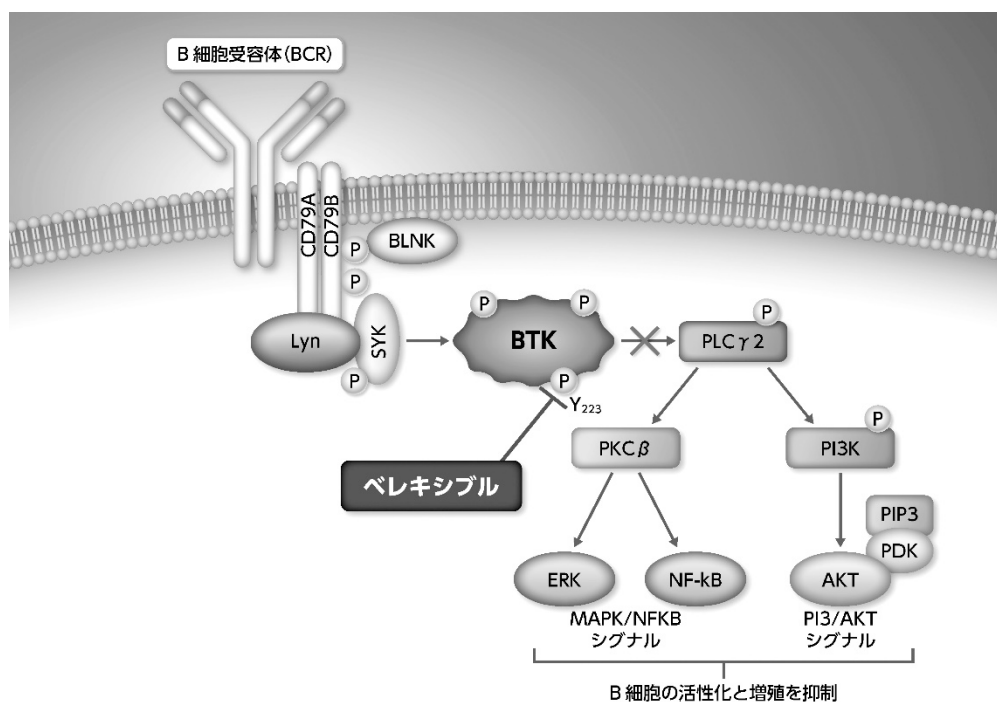 B 細胞受容体(BCR)
CD79A
CD79B
P
BLNK
P
Lyn
SYK
P
P
P
BTK
P
Y223
P
PLCγ2
ベレキシブル
PKCβ
P
PI3K
PIP3
PDK
ERK
NF-kB
AKT
MAPK/NFKB
シグナル
PI3/AKT
シグナル
B 細胞の活性化と増殖を抑制